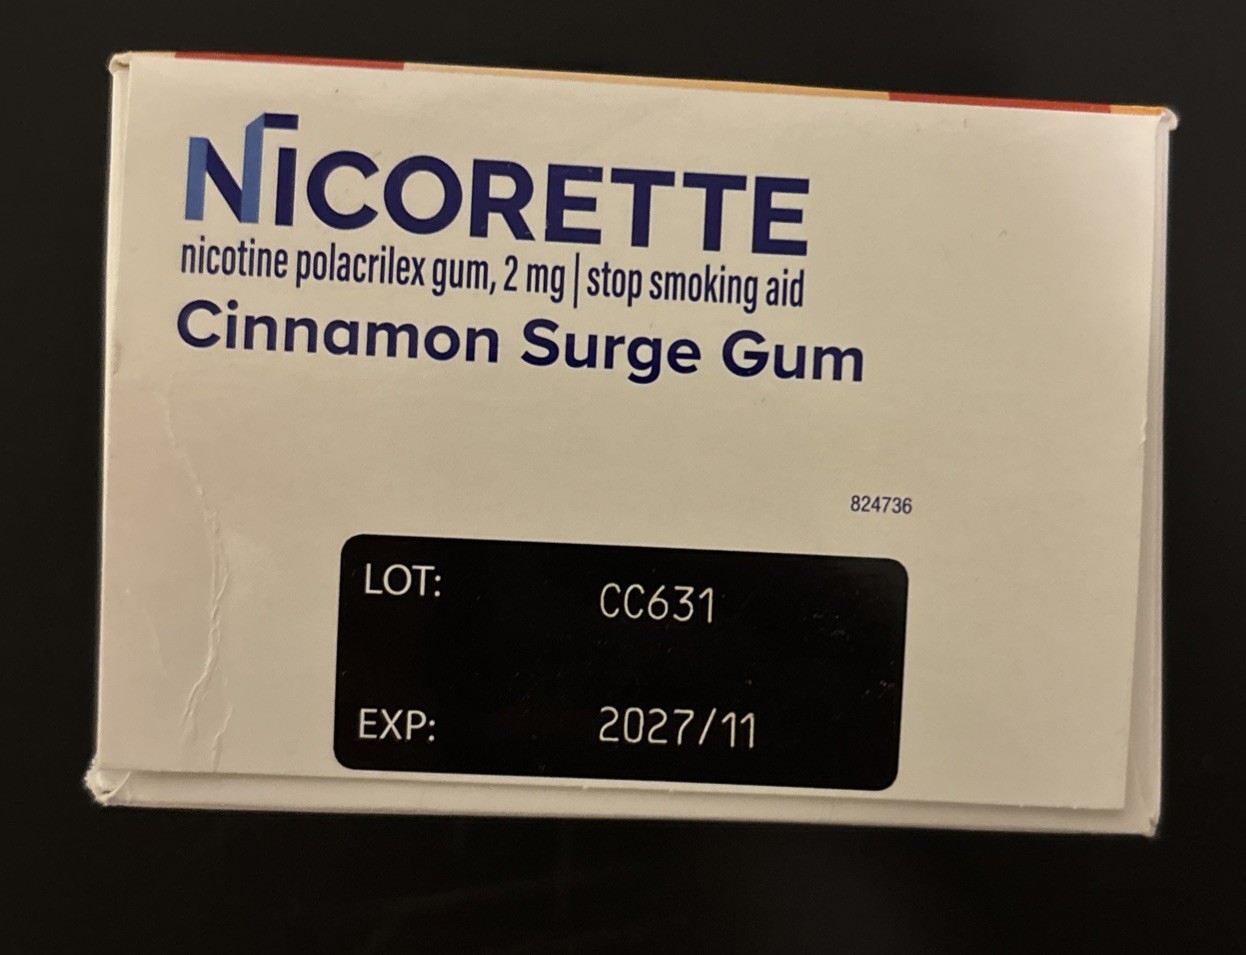 NICORETTE
nicotine polacrilex gum, 2 mg | stop smoking aid
Cinnamon Surge Gum
824736
LOT: CC631
EXP: 2027/11